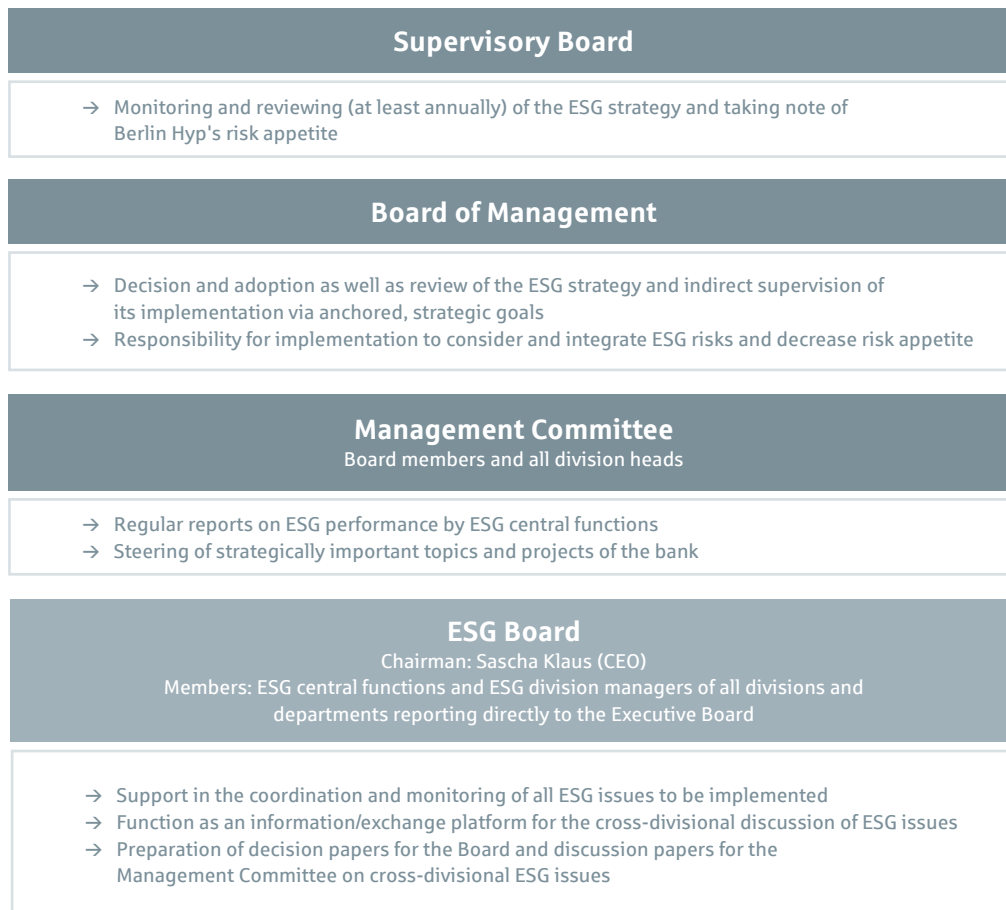 Supervisory Board
→ Monitoring and reviewing (at least annually) of the ESG strategy and taking note of
Berlin Hyp's risk appetite
Board of Management
→ Decision and adoption as well as review of the ESG strategy and indirect supervision of
its implementation via anchored, strategic goals
→ Responsibility for implementation to consider and integrate ESG risks and decrease risk appetite
Management Committee
Board members and all division heads
→ Regular reports on ESG performance by ESG central functions
→ Steering of strategically important topics and projects of the bank
ESG Board
Chairman: Sascha Klaus (CEO)
Members: ESG central functions and ESG division managers of all divisions and
departments reporting directly to the Executive Board
→ Support in the coordination and monitoring of all ESG issues to be implemented
→ Function as an information/exchange platform for the cross-divisional discussion of ESG issues
→ Preparation of decision papers for the Board and discussion papers for the
Management Committee on cross-divisional ESG issues